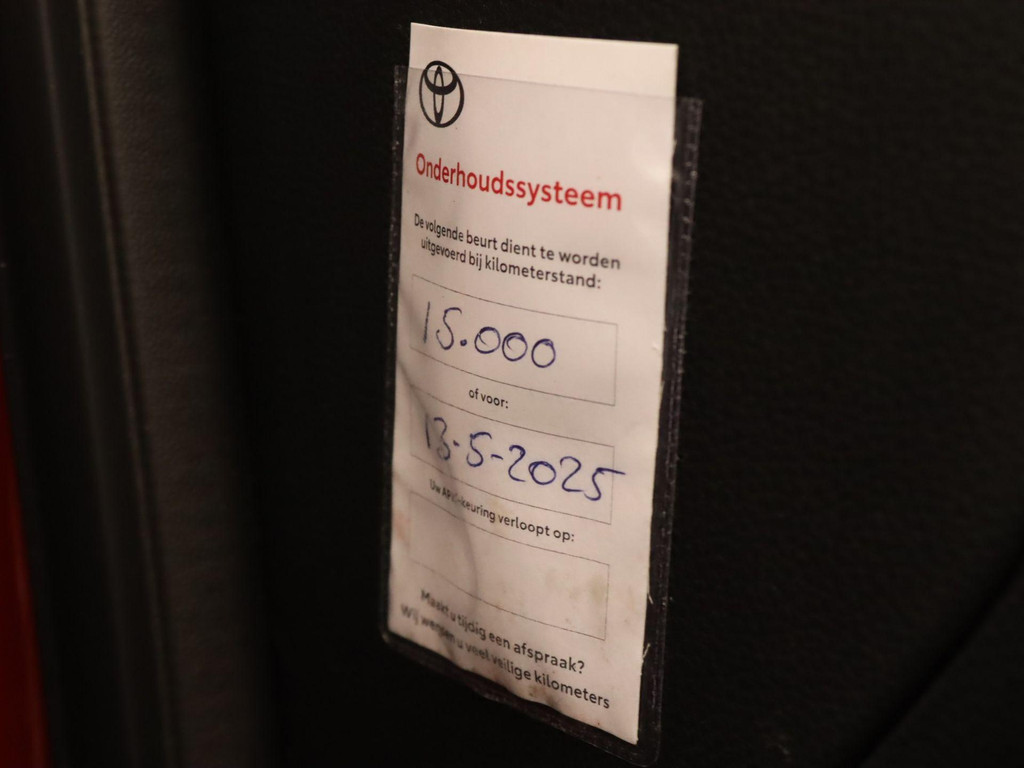 Onderhoudssysteem
De volgende beurt dient te worden
uitgevoerd bij kilometerstand:
15.000
of voor:
13-5-2025
Uw APK-keuring verloopt op:
Maakt u tijdig een afspraak?
Wij wensen u veel veilige kilometers